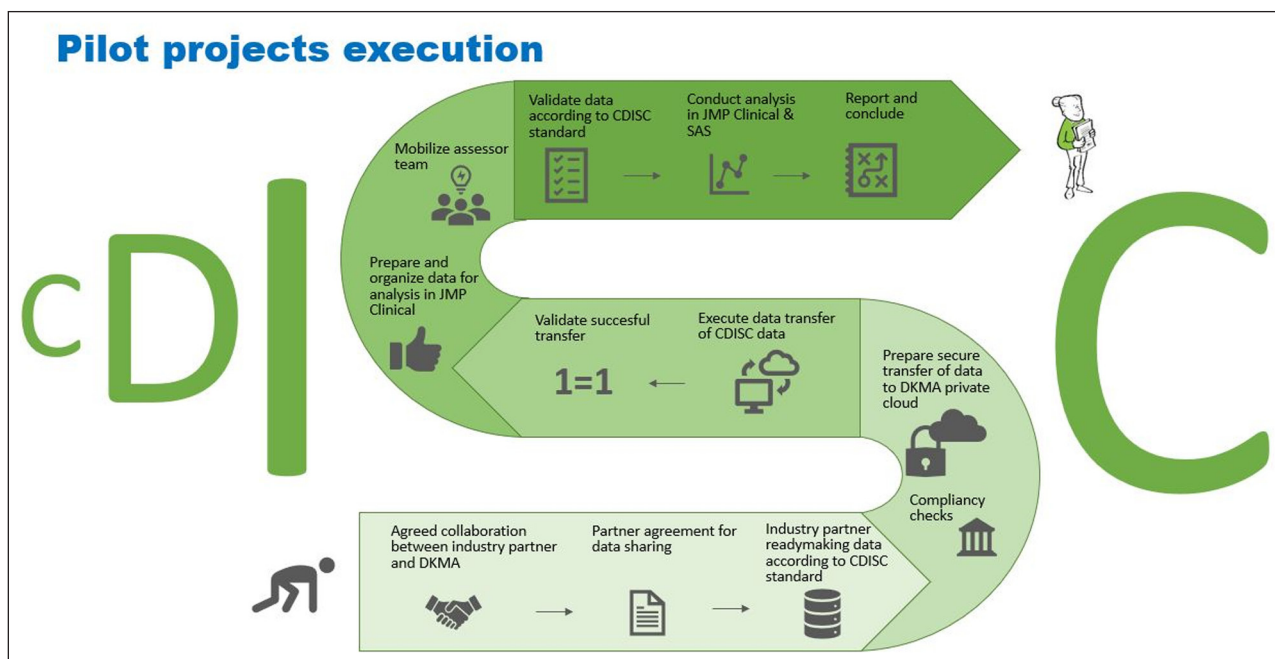 Pilot projects execution
Validate data
according to CDISC
standard
Conduct analysis
in JMP Clinical &
SAS
Report and
conclude
Mobilize assessor
team
Prepare and
organize data for
analysis in JMP
Clinical
Validate succesful
transfer
1=1
Execute data transfer
of CDISC data
Prepare secure
transfer of data
to DKMA private
cloud
Compliancy
checks
Agreed collaboration
between industry partner
and DKMA
Partner agreement for
data sharing
Industry partner
readymaking data
according to CDISC
standard
cDISC